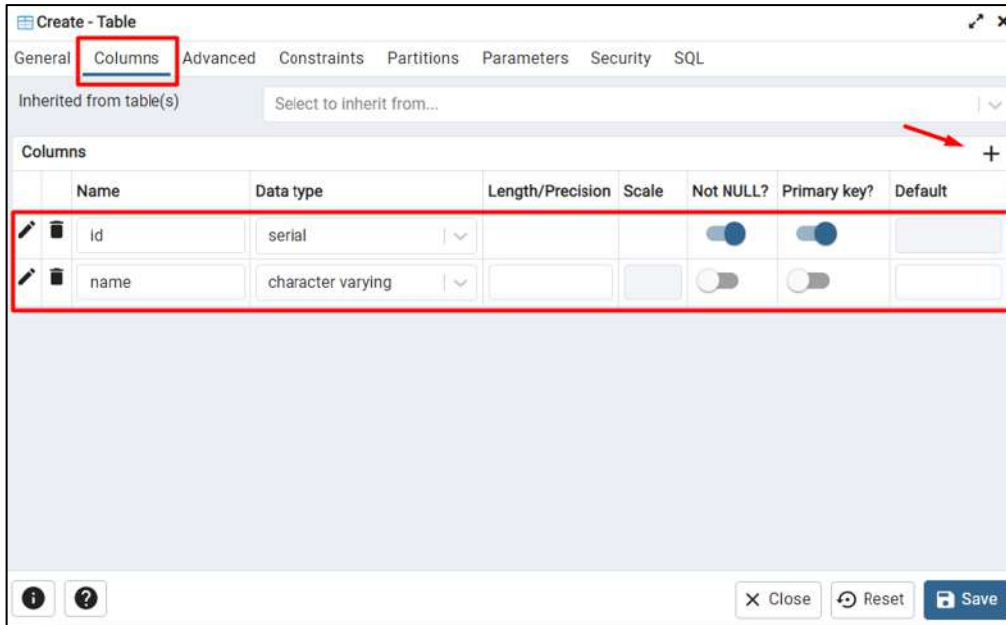 Create - Table
General Columns Advanced Constraints Partitions Parameters Security SQL
Inherited from table(s) Select to inherit from...
Columns
Name Data type Length/Precision Scale Not NULL? Primary key? Default
id serial
name character varying
Close Reset Save